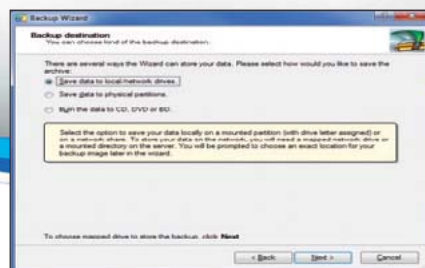 Backup Wizard
Backup destination
You can choose kind of the backup destination.
There are several ways the Wizard can store your data. Please select how would you like to save the
archive:
Save data to local/network drives.
Save data to physical partitions.
Burn the data to CD, DVD or BD.
Select the option to save your data locally on a mounted partition (with drive letter assigned) or
on a network share. To store your data on the network, you will need a mapped network drive or
a mounted directory on the server. You will be prompted to choose an exact location for your
backup image later in the wizard.
To choose mapped drive to store the backup, click Next
< Back
Next >
Cancel